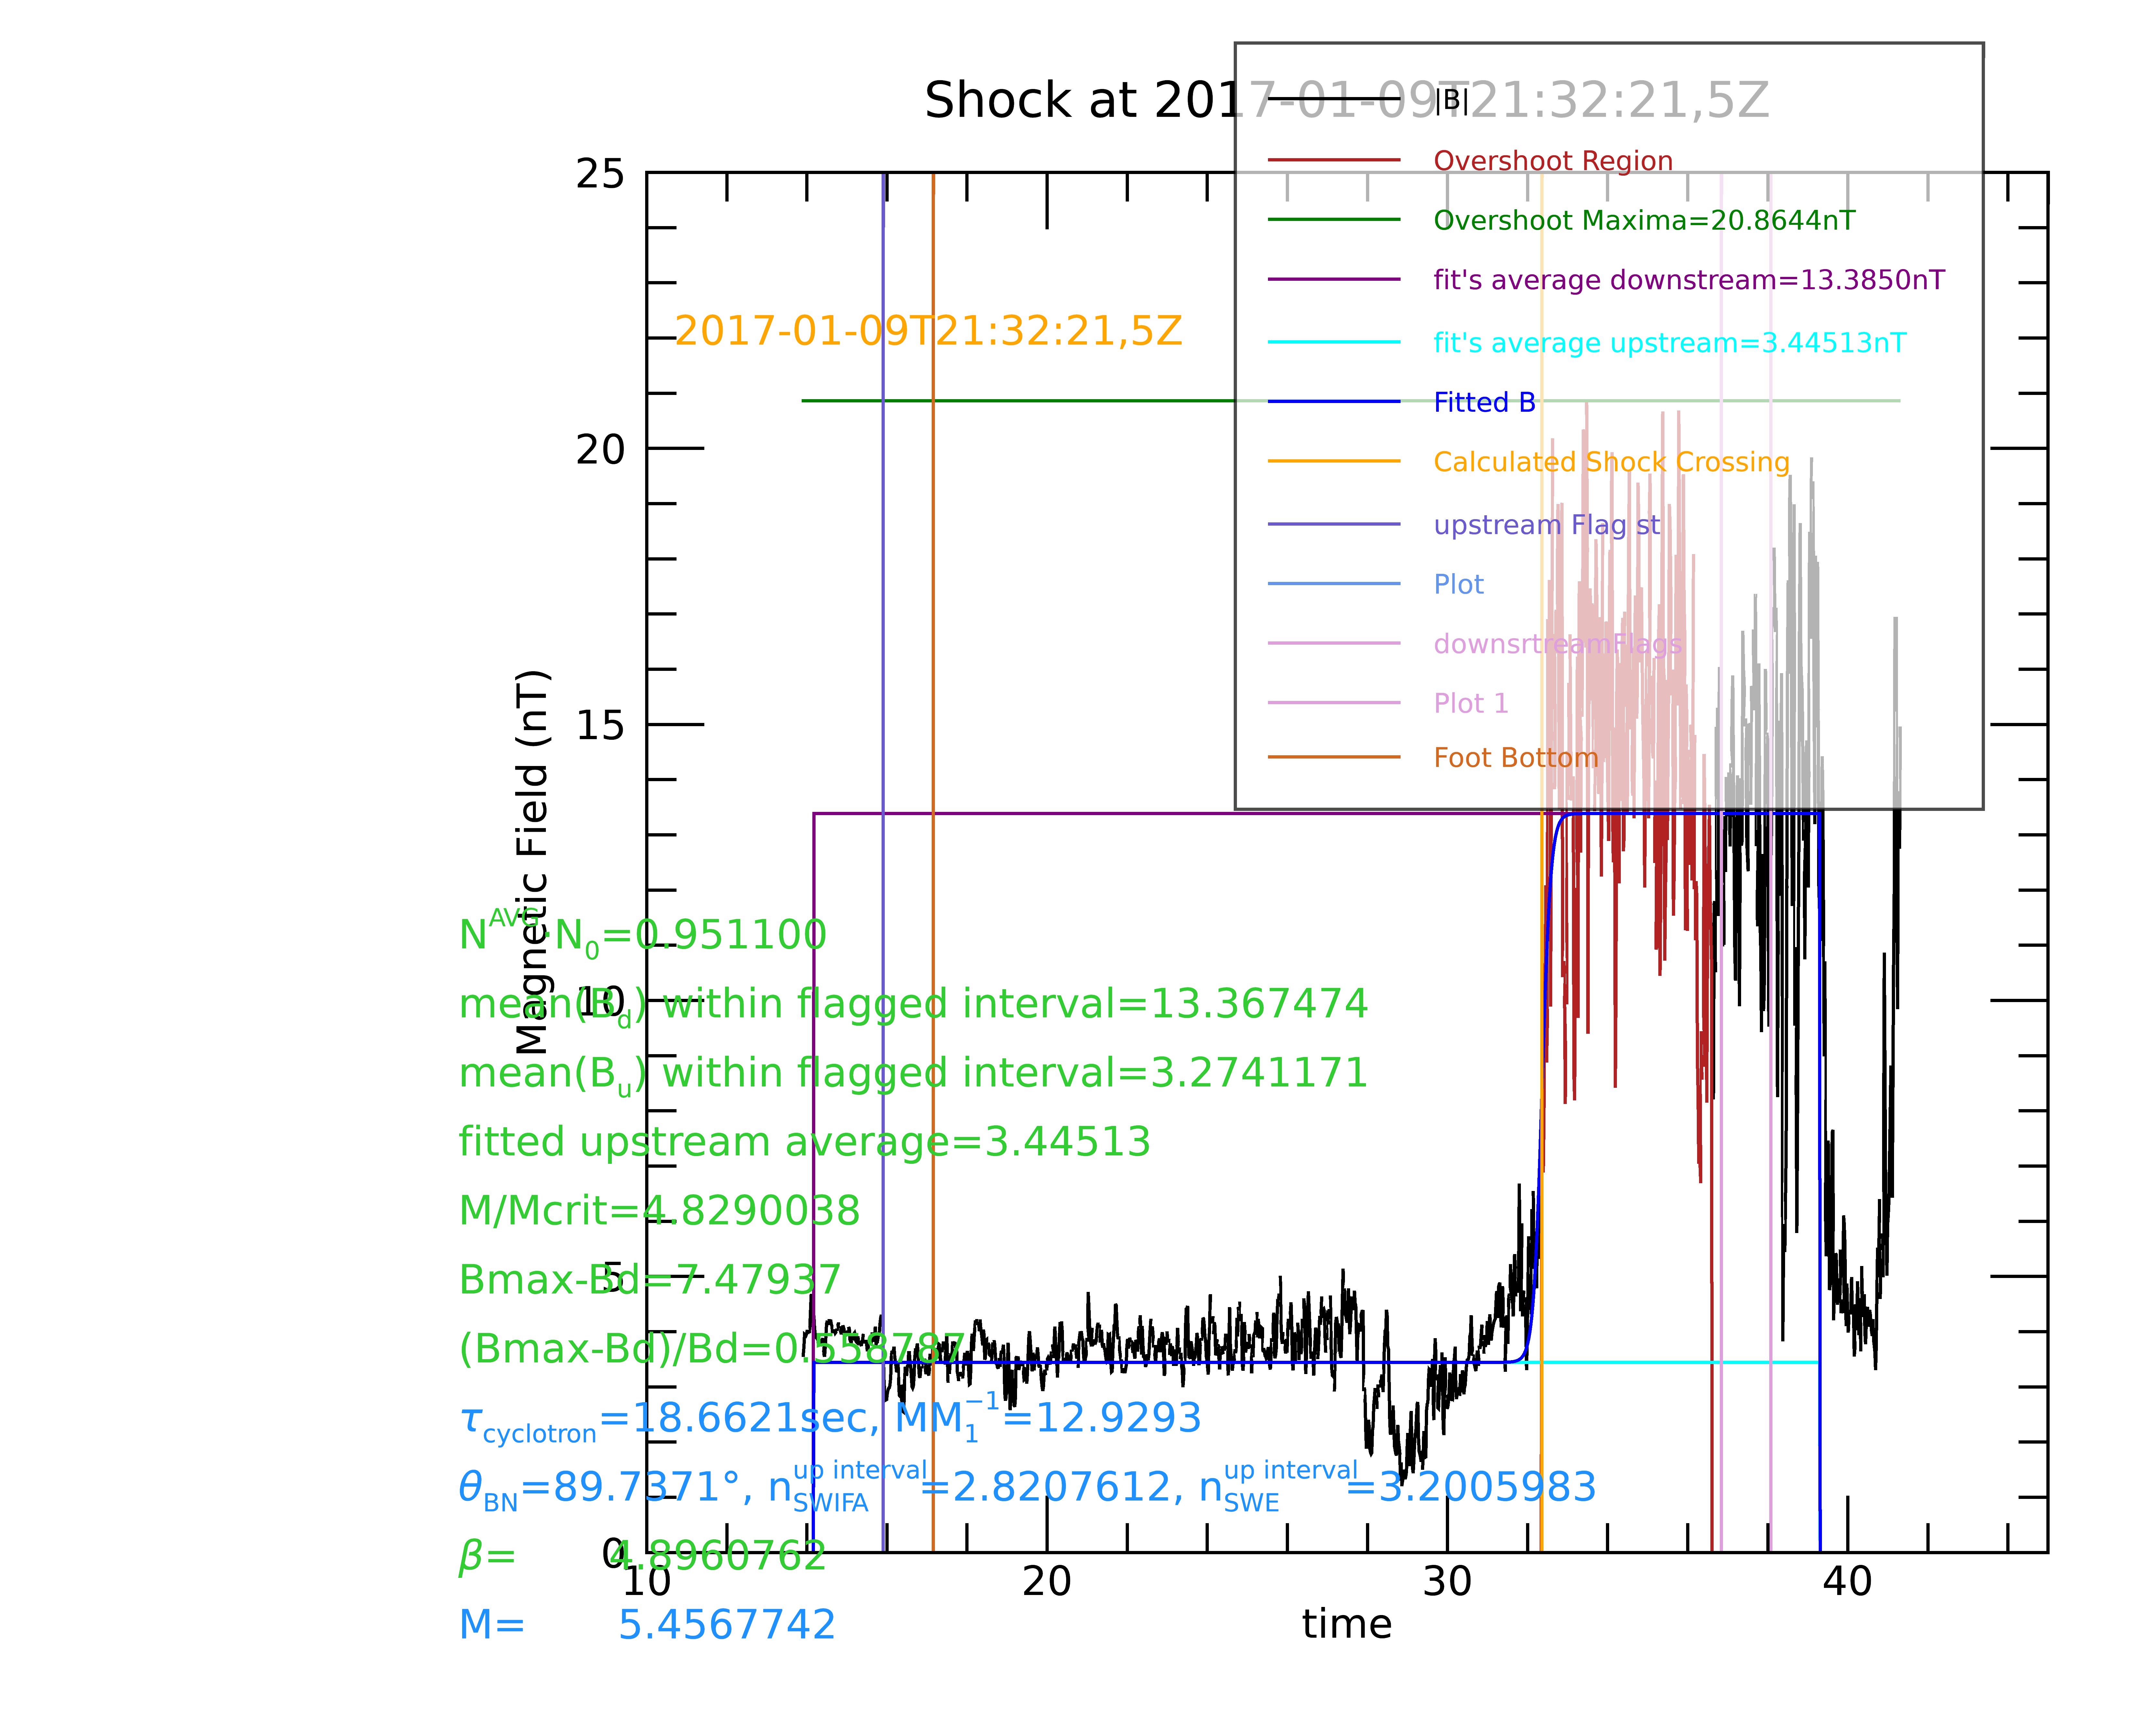 Shock at 2017-01-09T21:32:21,5Z
|B|
Overshoot Region
Overshoot Maxima=20.8644nT
fit's average downstream=13.3850nT
fit's average upstream=3.44513nT
Fitted B
Calculated Shock Crossing
upstream Flag st
Plot
downsrtreamFlags
Plot 1
Foot Bottom
2017-01-09T21:32:21,5Z
25
20
15
10
5
0
Magnetic Field (nT)
N^AVG-N_0=0.951100
mean(B_d) within flagged interval=13.367474
mean(B_u) within flagged interval=3.2741171
fitted upstream average=3.44513
M/Mcrit=4.8290038
Bmax-Bd=7.47937
(Bmax-Bd)/Bd=0.558787
τ_cyclotron=18.6621sec, MM_1^−1=12.9293
θ_BN=89.7371°, n_SWIFA^up interval=2.8207612, n_SWE^up interval=3.2005983
β= 4.8960762
M= 5.4567742
10 20 30 40
time